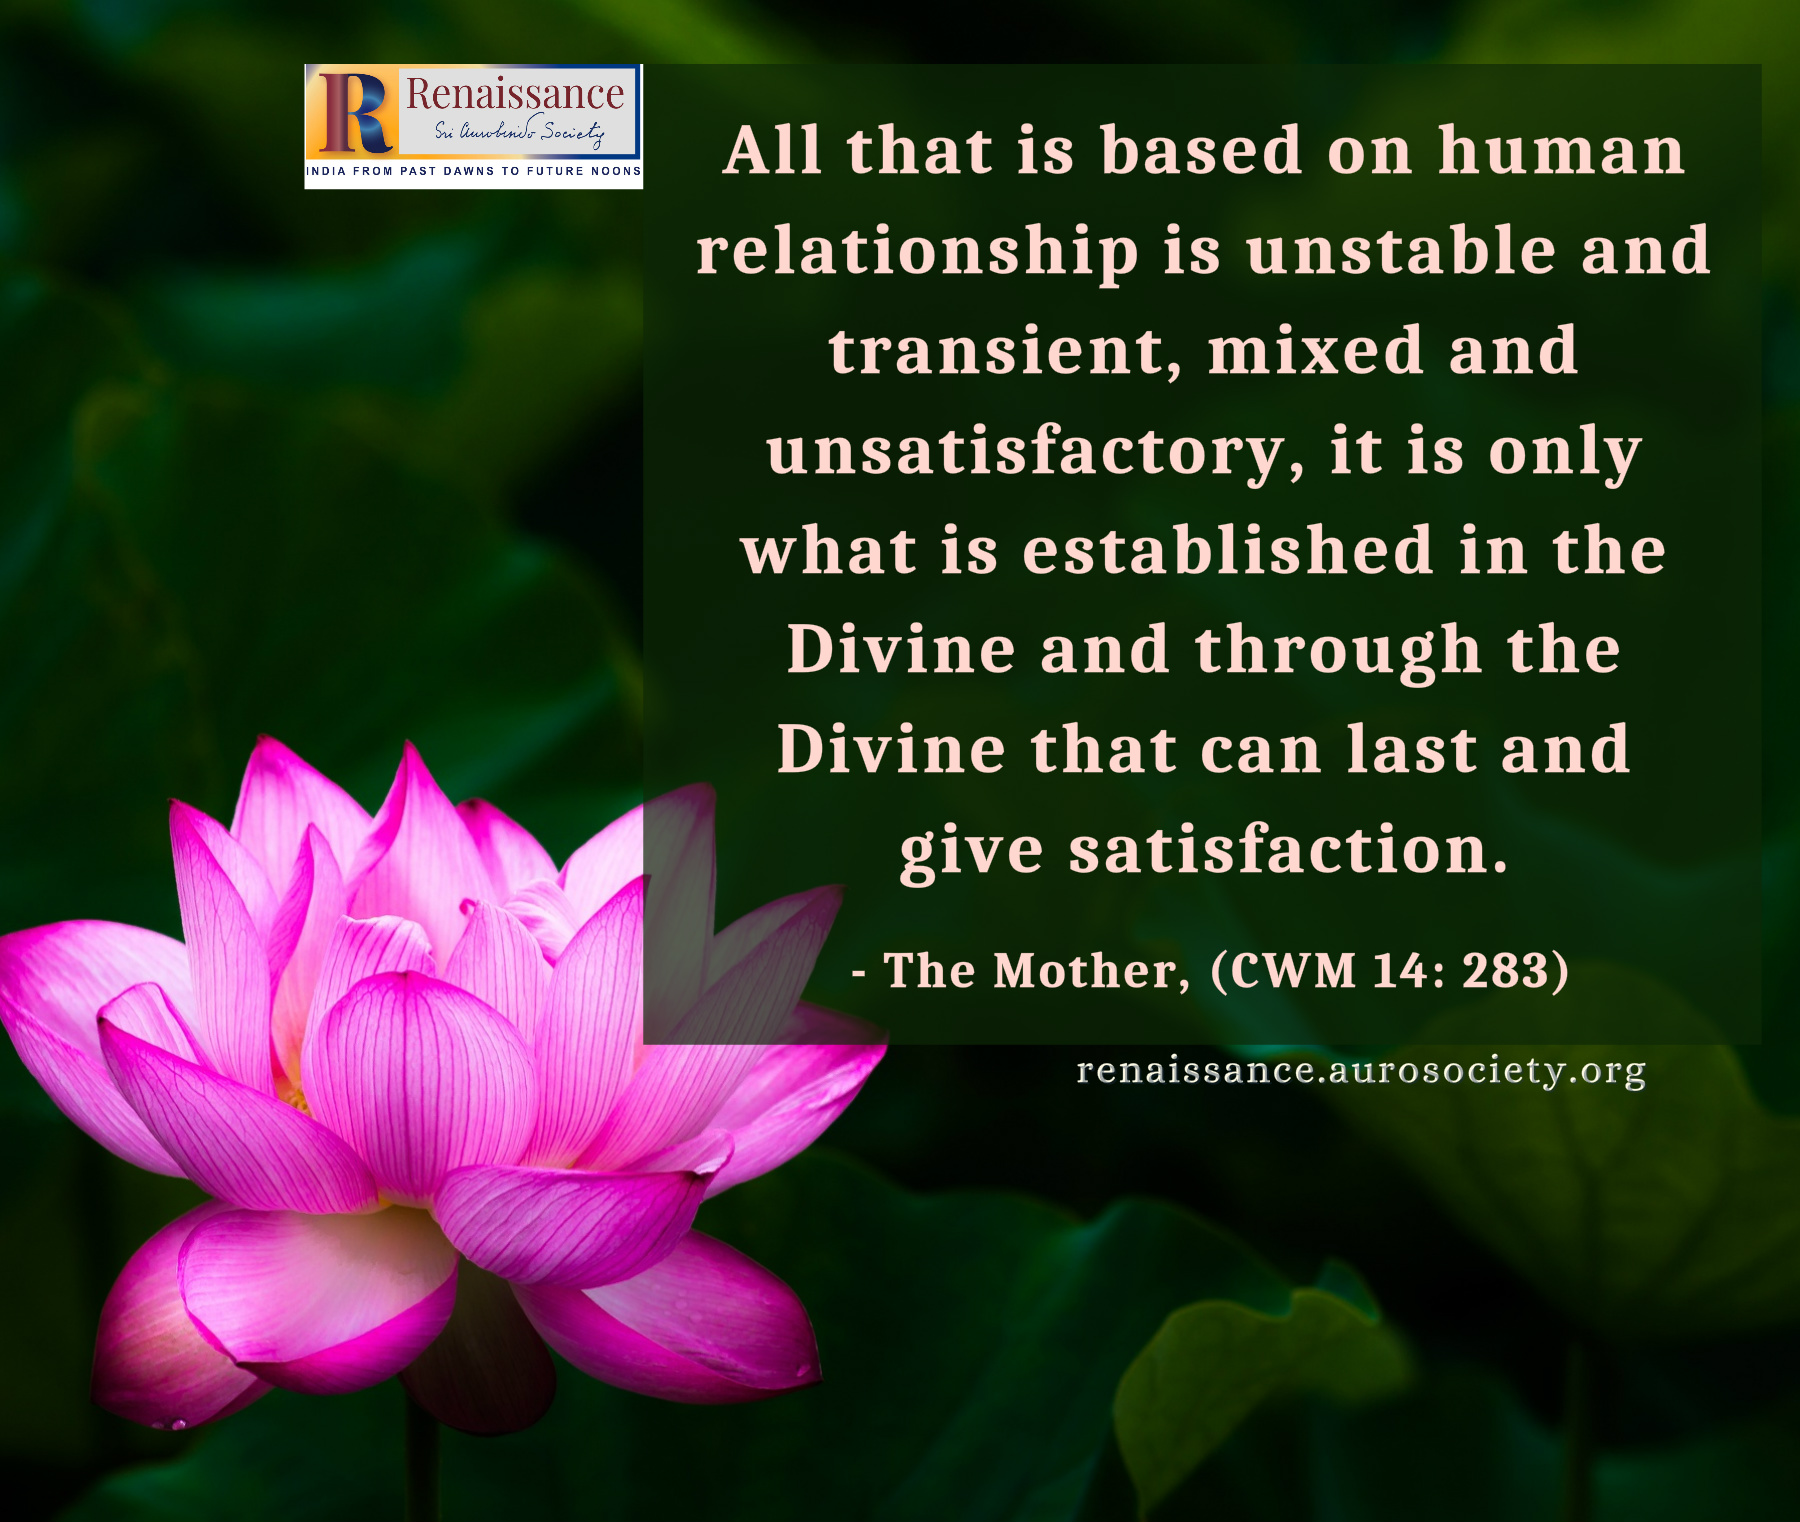 R Renaissance
Sri Aurobindo Society
INDIA FROM PAST DAWNS TO FUTURE NOONS
All that is based on human
relationship is unstable and
transient, mixed and
unsatisfactory, it is only
what is established in the
Divine and through the
Divine that can last and
give satisfaction.
- The Mother, (CWM 14: 283)
renaissance.aurosociety.org